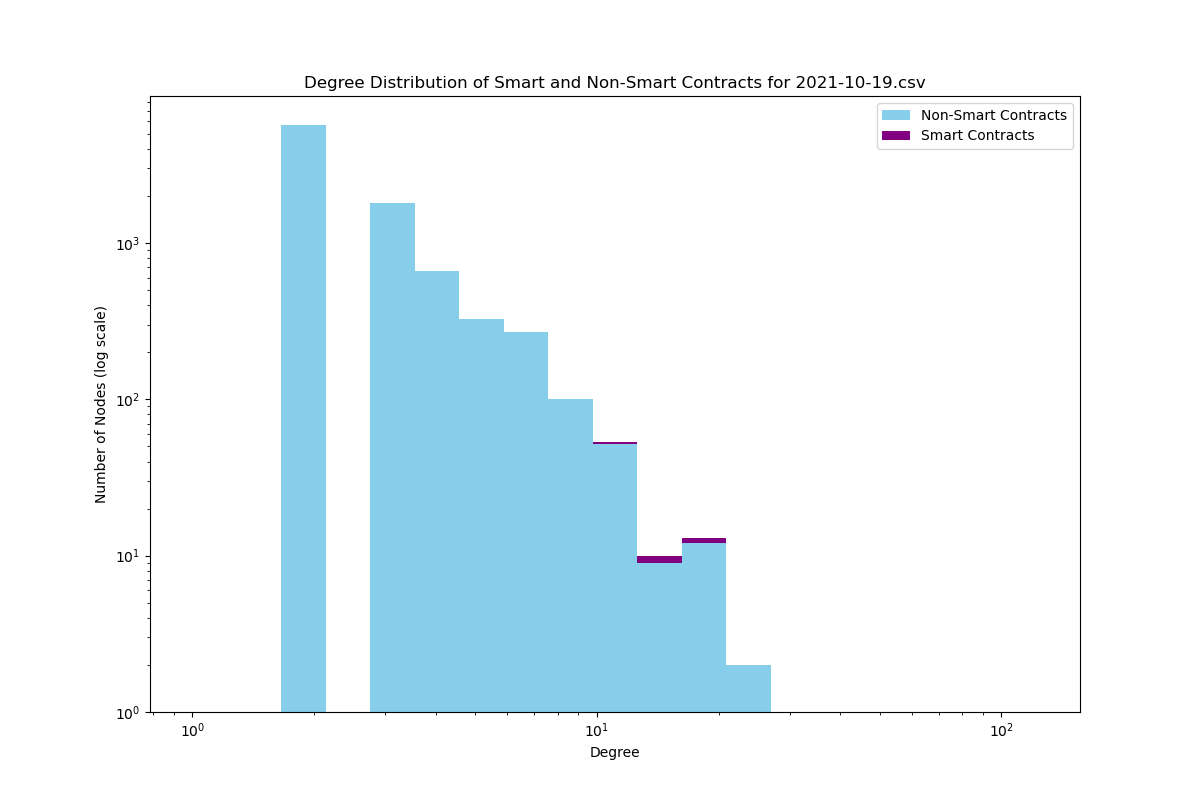 Degree Distribution of Smart and Non-Smart Contracts for 2021-10-19.csv
Non-Smart Contracts
Smart Contracts
Number of Nodes (log scale)
10³
10²
10¹
10⁰
10⁰ 10¹ 10²
Degree